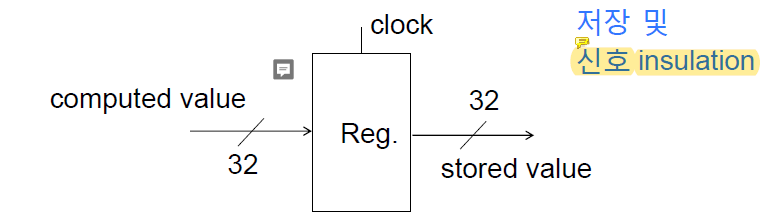 clock
저장 및
신호 insulation
computed value
32
Reg.
32
stored value